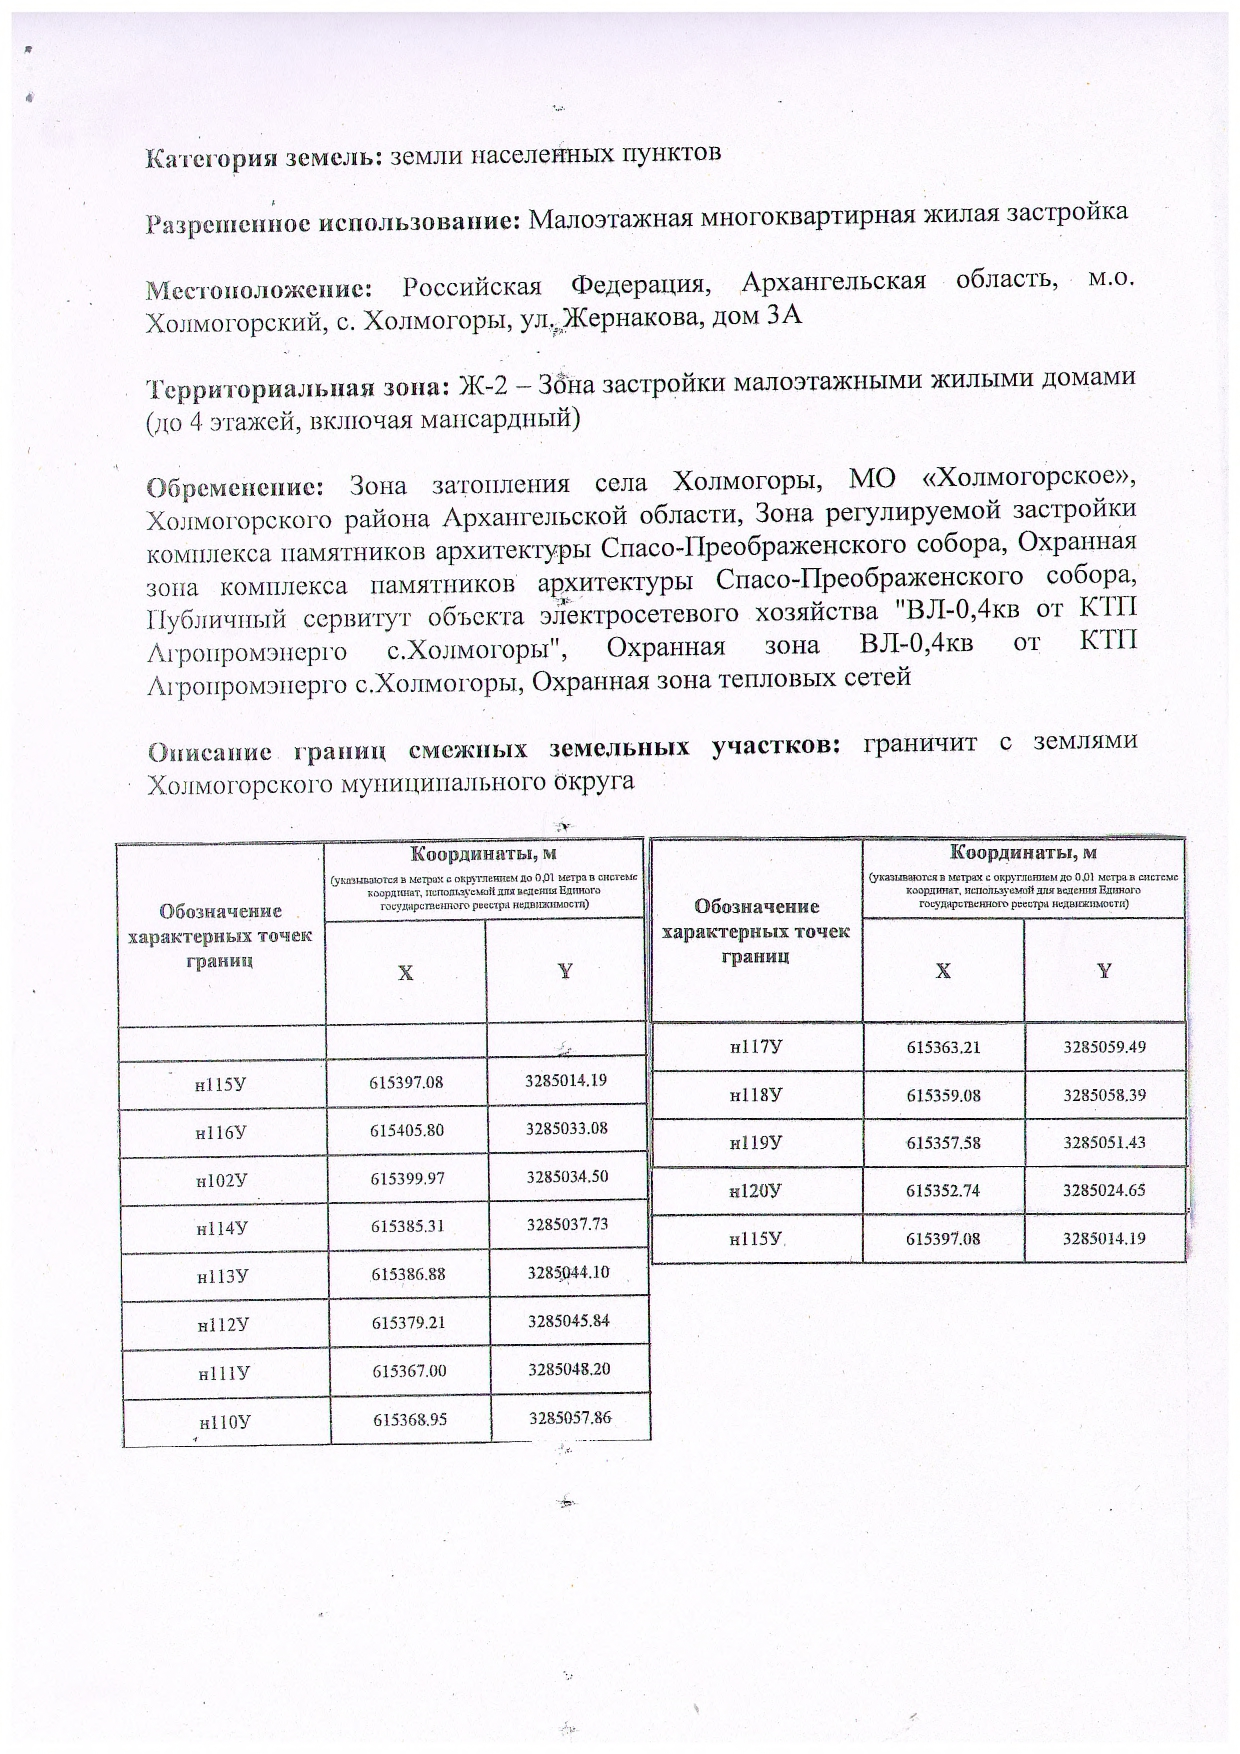 Категория земель: земли населенных пунктов
Разрешенное использование: Малоэтажная многоквартирная жилая застройка
Местоположение: Российская Федерация, Архангельская область, м.о.
Холмогорский, с. Холмогоры, ул. Жернакова, дом 3А
Территориальная зона: Ж-2 – Зона застройки малоэтажными жилыми домами
(до 4 этажей, включая мансардный)
Обременение: Зона затопления села Холмогоры, МО «Холмогорское»,
Холмогорского района Архангельской области, Зона регулируемой застройки
комплекса памятников архитектуры Спасо-Преображенского собора, Охранная
зона комплекса памятников архитектуры Спасо-Преображенского собора,
Публичный сервитут объекта электросетевого хозяйства "ВЛ-0,4кв от КТП
Агропромэнерго с.Холмогоры", Охранная зона ВЛ-0,4кв от КТП
Агропромэнерго с.Холмогоры, Охранная зона тепловых сетей
Описание границ смежных земельных участков: граничит с землями
Холмогорского муниципального округа
Обозначение
характерных точек
границ
Координаты, м
(указываются в метрах с округлением до 0,01 метра в системе
координат, используемой для ведения Единого
государственного реестра недвижимости)
X Y
н115У 615397.08 3285014.19
н116У 615405.80 3285033.08
н102У 615399.97 3285034.50
н114У 615385.31 3285037.73
н113У 615386.88 3285044.10
н112У 615379.21 3285045.84
н111У 615367.00 3285048.20
н110У 615368.95 3285057.86
Обозначение
характерных точек
границ
Координаты, м
(указываются в метрах с округлением до 0,01 метра в системе
координат, используемой для ведения Единого
государственного реестра недвижимости)
X Y
н117У 615363.21 3285059.49
н118У 615359.08 3285058.39
н119У 615357.58 3285051.43
н120У 615352.74 3285024.65
н115У 615397.08 3285014.19